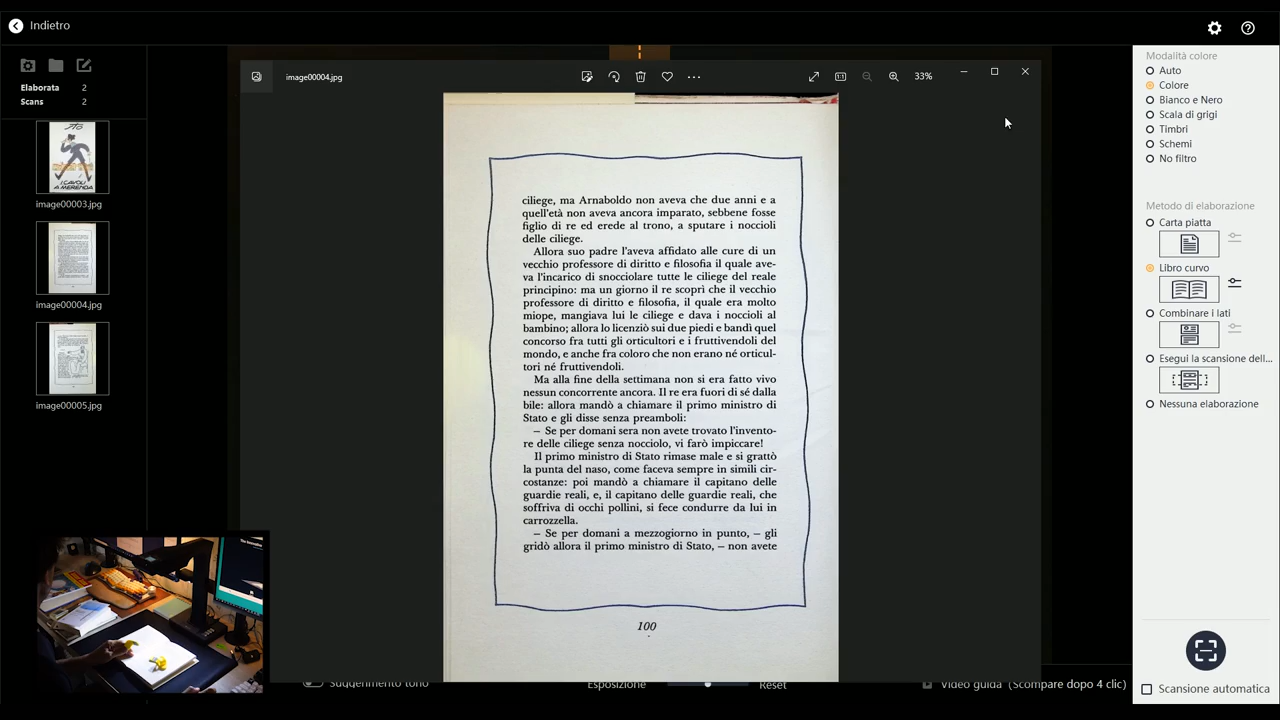 Indietro
Elaborata 2
Scans 2
I CAVOLI
A MERENDA
image00003.jpg
image00004.jpg
image00005.jpg
image00004.jpg
33%
ciliege, ma Arnaboldo non aveva che due anni e a
quell'età non aveva ancora imparato, sebbene fosse
figlio di re ed erede al trono, a sputare i noccioli
delle ciliege.
Allora suo padre l'aveva affidato alle cure di un
vecchio professore di diritto e filosofia il quale ave-
va l'incarico di snocciolare tutte le ciliege del reale
principino: ma un giorno il re scoprì che il vecchio
professore di diritto e filosofia, il quale era molto
miope, mangiava lui le ciliege e dava i noccioli al
bambino; allora lo licenziò sui due piedi e bandì quel
concorso fra tutti gli orticultori e i fruttivendoli del
mondo, e anche fra coloro che non erano né orticul-
tori né fruttivendoli.
Ma alla fine della settimana non si era fatto vivo
nessun concorrente ancora. Il re era fuori di sé dalla
bile: allora mandò a chiamare il primo ministro di
Stato e gli disse senza preamboli:
— Se per domani sera non avete trovato l'invento-
re delle ciliege senza nocciolo, vi farò impiccare!
Il primo ministro di Stato rimase male e si grattò
la punta del naso, come faceva sempre in simili cir-
costanze: poi mandò a chiamare il capitano delle
guardie reali, e, il capitano delle guardie reali, che
soffriva di occhi pollini, si fece condurre da lui in
carrozzella.
— Se per domani a mezzogiorno in punto, — gli
gridò allora il primo ministro di Stato, — non avete
100
Suggerimento tono
Esposizione
Reset
Video guida (Scompare dopo 4 clic)
Modalità colore
Auto
Colore
Bianco e Nero
Scala di grigi
Timbri
Schemi
No filtro
Metodo di elaborazione
Carta piatta
Libro curvo
Combinare i lati
Esegui la scansione dell...
Nessuna elaborazione
Scansione automatica